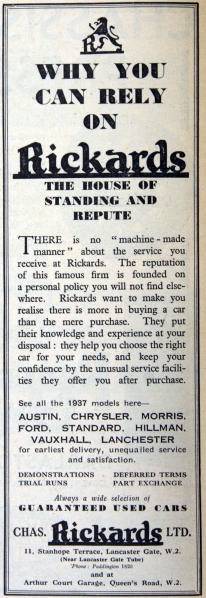 RS
WHY YOU
CAN RELY
ON
Rickards
THE HOUSE OF
STANDING AND
REPUTE
THERE is no "machine-made
manner" about the service you
receive at Rickards. The reputation
of this famous firm is founded on
a personal policy you will not find else-
where. Rickards want to make you
realise there is more in buying a car
than the mere purchase. They put
their knowledge and experience at your
disposal: they help you choose the right
car for your needs, and keep your
confidence by the unusual service facili-
ties they offer you after purchase.
See all the 1937 models here—
AUSTIN, CHRYSLER, MORRIS,
FORD, STANDARD, HILLMAN,
VAUXHALL, LANCHESTER
for earliest delivery, unequalled service
and satisfaction.
DEMONSTRATIONS DEFERRED TERMS
TRIAL RUNS PART EXCHANGE
Always a wide selection of
GUARANTEED USED CARS
CHAS. Rickards LTD.
11, Stanhope Terrace, Lancaster Gate, W.2.
(Near Lancaster Gate Tube)
'Phone: Paddington
and at
Arthur Court Garage, Queen's Road, W.2.